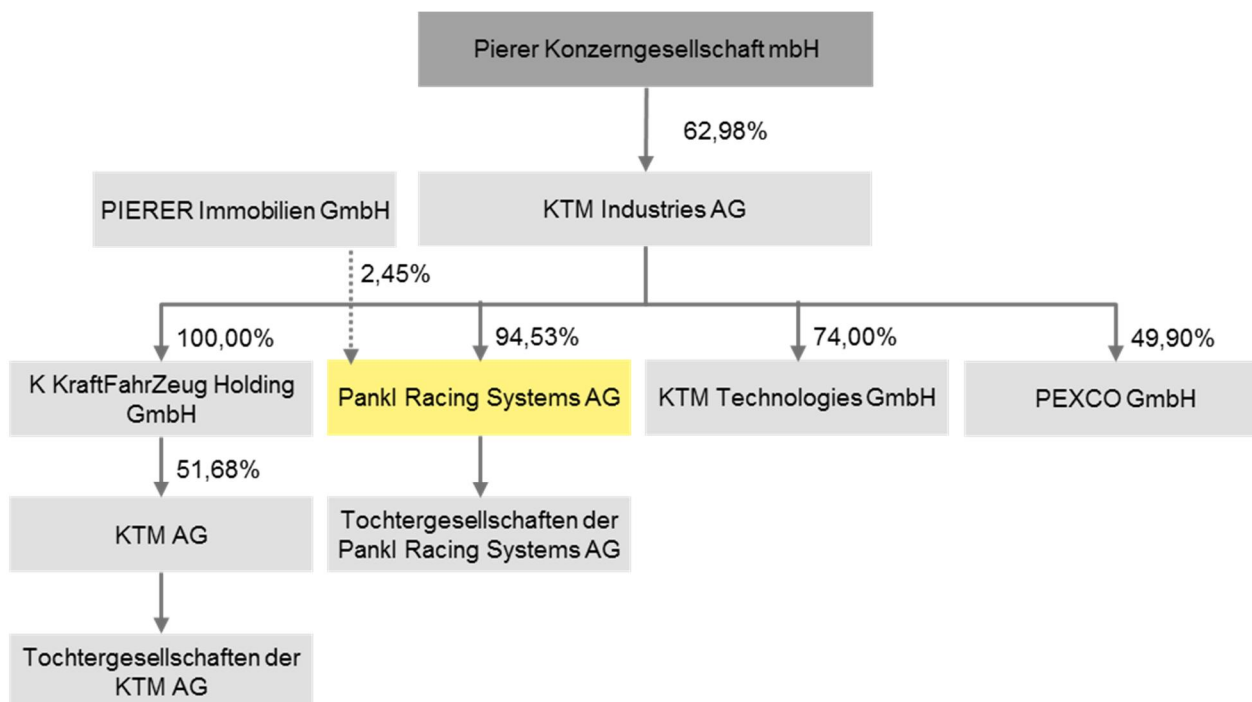 Pierer Konzerngesellschaft mbH
62,98%
PIERER Immobilien GmbH
KTM Industries AG
2,45%
100,00%
94,53%
74,00%
49,90%
K KraftFahrZeug Holding
GmbH
Pankl Racing Systems AG
KTM Technologies GmbH
PEXCO GmbH
51,68%
KTM AG
Tochtergesellschaften der
Pankl Racing Systems AG
Tochtergesellschaften der
KTM AG